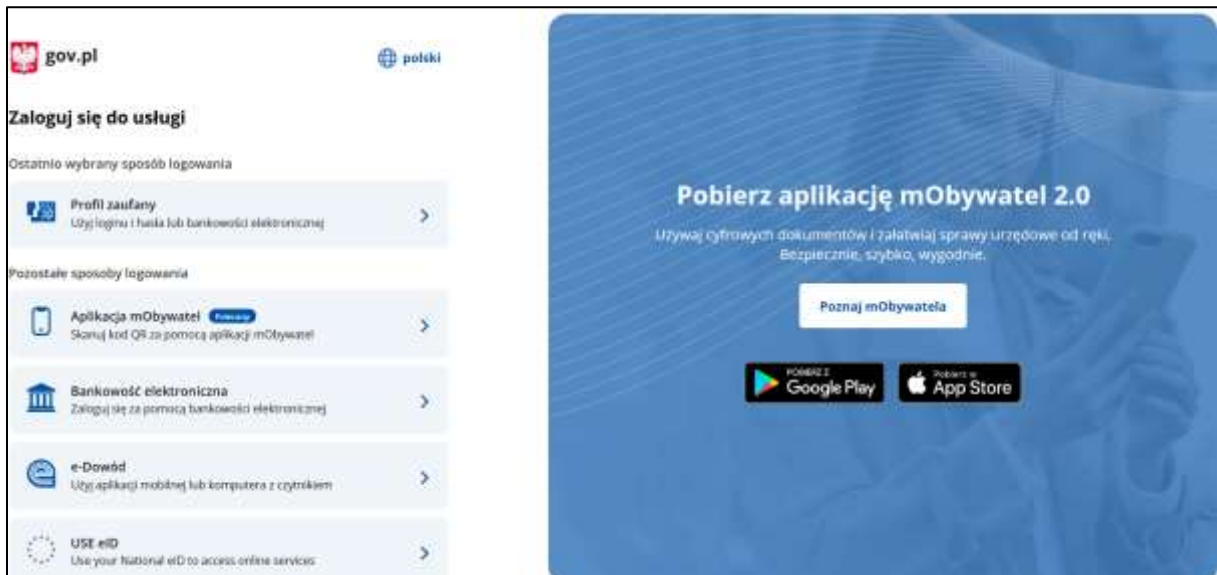 gov.pl
polski
Zaloguj się do usługi
Ostatnio wybrany sposób logowania
Profil zaufany
Użyj loginu i hasła lub bankowości elektronicznej
Pozostałe sposoby logowania
Aplikacja mObywatel Polecany
Skanuj kod QR za pomocą aplikacji mObywatel
Bankowość elektroniczna
Zaloguj się za pomocą bankowości elektronicznej
e-Dowód
Użyj aplikacji mobilnej lub komputera z czytnikiem
USE eID
Use your National eID to access online services
Pobierz aplikację mObywatel 2.0
Używaj cyfrowych dokumentów i załatwiaj sprawy urzędowe od ręki.
Bezpiecznie, szybko, wygodnie.
Poznaj mObywatela
POBIERZ Z
Google Play
Pobierz w
App Store